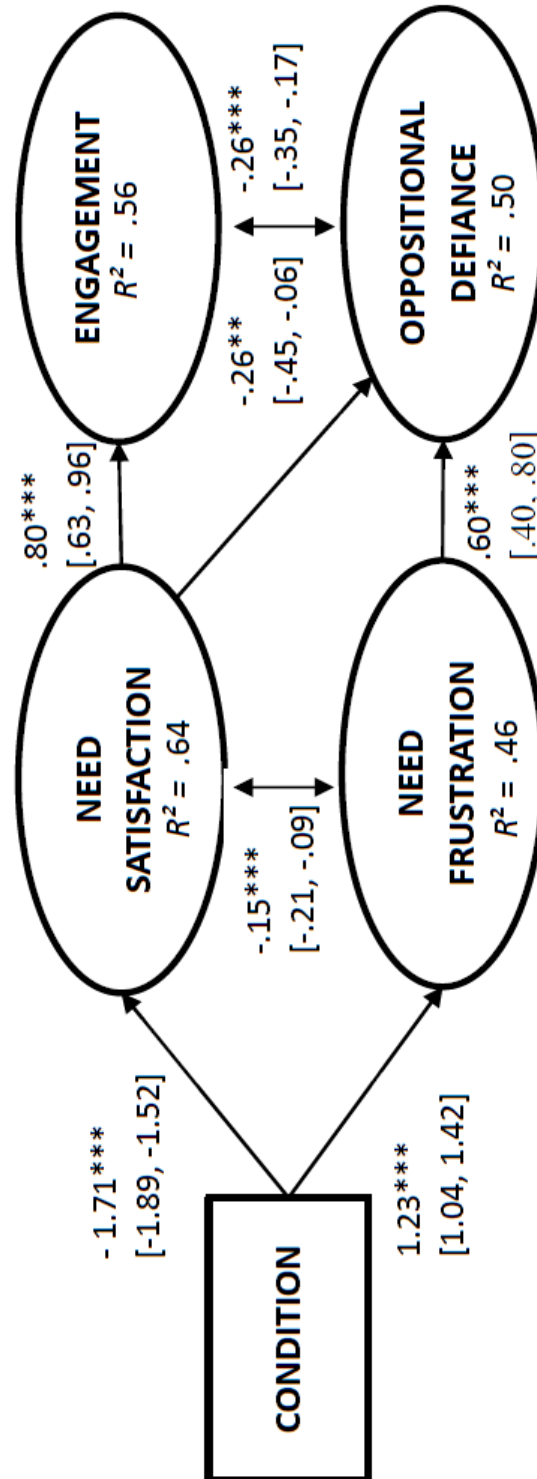 CONDITION
- 1.71***
[-1.89, -1.52]
1.23***
[1.04, 1.42]
NEED
SATISFACTION
R² = .64
-.15***
[-.21, -.09]
NEED
FRUSTRATION
R² = .46
.80***
[.63, .96]
-.26**
[-.45, -.06]
.60***
[.40, .80]
ENGAGEMENT
R² = .56
-.26***
[-.35, -.17]
OPPOSITIONAL
DEFIANCE
R² = .50